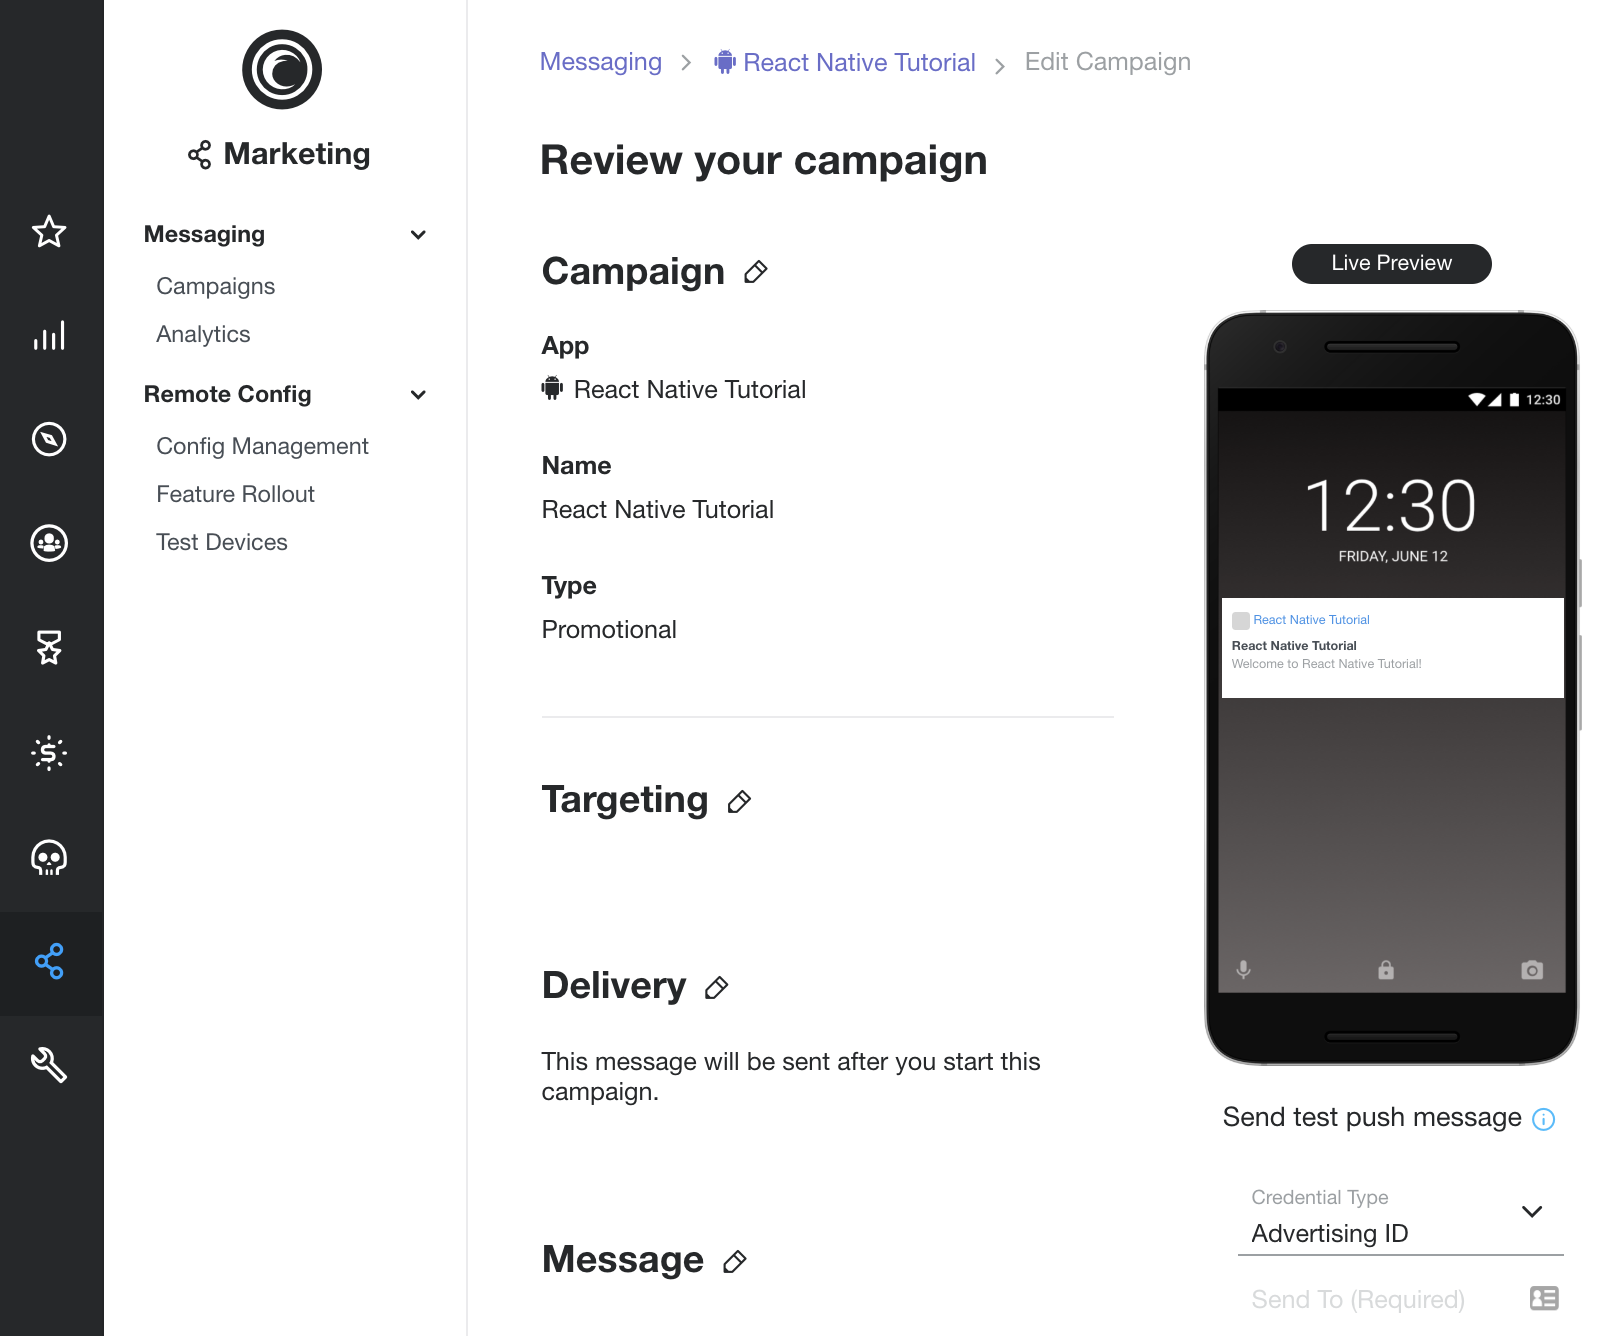 Marketing
Messaging
Campaigns
Analytics
Remote Config
Config Management
Feature Rollout
Test Devices
Messaging > React Native Tutorial > Edit Campaign
Review your campaign
Campaign
App
React Native Tutorial
Name
React Native Tutorial
Type
Promotional
Targeting
Delivery
This message will be sent after you start this
campaign.
Message
Live Preview
12:30
12:30
FRIDAY, JUNE 12
React Native Tutorial
React Native Tutorial
Welcome to React Native Tutorial!
Send test push message
Credential Type
Advertising ID
Send To (Required)